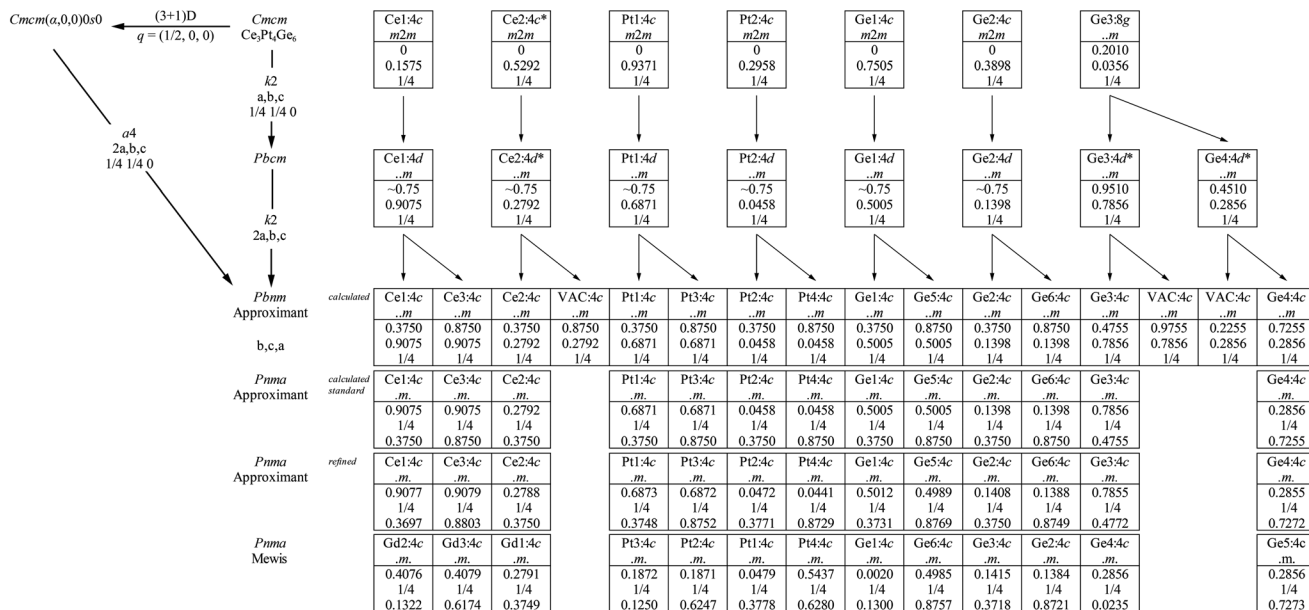 Cmcm(α,0,0)0s0 (3+1)D Cmcm
q = (1/2, 0, 0) Ce3Pt4Ge6
k2
a,b,c
1/4 1/4 0
a4
2a,b,c
1/4 1/4 0
Ce1:4c Ce2:4c* Pt1:4c Pt2:4c Ge1:4c Ge2:4c Ge3:8g
m2m m2m m2m m2m m2m m2m ..m
0 0 0 0 0 0 0.2010
0.1575 0.5292 0.9371 0.2958 0.7505 0.3898 0.0356
1/4 1/4 1/4 1/4 1/4 1/4 1/4
Pbcm
k2
2a,b,c
Ce1:4d Ce2:4d* Pt1:4d Pt2:4d Ge1:4d Ge2:4d Ge3:4d* Ge4:4d*
..m ..m ..m ..m ..m ..m ..m ..m
~0.75 ~0.75 ~0.75 ~0.75 ~0.75 ~0.75 0.9510 0.4510
0.9075 0.2792 0.6871 0.0458 0.5005 0.1398 0.7856 0.2856
1/4 1/4 1/4 1/4 1/4 1/4 1/4 1/4
Pbnm calculated Ce1:4c Ce3:4c Ce2:4c VAC:4c Pt1:4c Pt3:4c Pt2:4c Pt4:4c Ge1:4c Ge5:4c Ge2:4c Ge6:4c Ge3:4c VAC:4c VAC:4c Ge4:4c
Approximant ..m ..m ..m ..m ..m ..m ..m ..m ..m ..m ..m ..m ..m ..m ..m ..m
0.3750 0.8750 0.3750 0.8750 0.3750 0.8750 0.3750 0.8750 0.3750 0.8750 0.3750 0.8750 0.4755 0.9755 0.2255 0.7255
b,c,a 0.9075 0.9075 0.2792 0.2792 0.6871 0.6871 0.0458 0.0458 0.5005 0.5005 0.1398 0.1398 0.7856 0.7856 0.2856 0.2856
1/4 1/4 1/4 1/4 1/4 1/4 1/4 1/4 1/4 1/4 1/4 1/4 1/4 1/4 1/4 1/4
Pnma calculated Ce1:4c Ce3:4c Ce2:4c Pt1:4c Pt3:4c Pt2:4c Pt4:4c Ge1:4c Ge5:4c Ge2:4c Ge6:4c Ge3:4c Ge4:4c
Approximant standard .m. .m. .m. .m. .m. .m. .m. .m. .m. .m. .m. .m. .m.
0.9075 0.9075 0.2792 0.6871 0.6871 0.0458 0.0458 0.5005 0.5005 0.1398 0.1398 0.7856 0.2856
1/4 1/4 1/4 1/4 1/4 1/4 1/4 1/4 1/4 1/4 1/4 1/4 1/4
0.3750 0.8750 0.3750 0.3750 0.8750 0.3750 0.8750 0.3750 0.8750 0.3750 0.8750 0.4755 0.7255
Pnma refined Ce1:4c Ce3:4c Ce2:4c Pt1:4c Pt3:4c Pt2:4c Pt4:4c Ge1:4c Ge5:4c Ge2:4c Ge6:4c Ge3:4c Ge4:4c
Approximant .m. .m. .m. .m. .m. .m. .m. .m. .m. .m. .m. .m. .m.
0.9077 0.9079 0.2788 0.6873 0.6872 0.0472 0.0441 0.5012 0.4989 0.1408 0.1388 0.7855 0.2855
1/4 1/4 1/4 1/4 1/4 1/4 1/4 1/4 1/4 1/4 1/4 1/4 1/4
0.3697 0.8803 0.3750 0.3748 0.8752 0.3771 0.8729 0.3731 0.8769 0.3750 0.8749 0.4772 0.7272
Pnma Gd2:4c Gd3:4c Gd1:4c Pt3:4c Pt2:4c Pt1:4c Pt4:4c Ge1:4c Ge6:4c Ge3:4c Ge2:4c Ge4:4c Ge5:4c
Mewis .m. .m. .m. .m. .m. .m. .m. .m. .m. .m. .m. .m. .m.
0.4076 0.4079 0.2791 0.1872 0.1871 0.0479 0.5437 0.0020 0.4985 0.1415 0.1384 0.2856 0.2856
1/4 1/4 1/4 1/4 1/4 1/4 1/4 1/4 1/4 1/4 1/4 1/4 1/4
0.1322 0.6174 0.3749 0.1250 0.6247 0.3778 0.6280 0.1300 0.8757 0.3718 0.8721 0.0235 0.7273